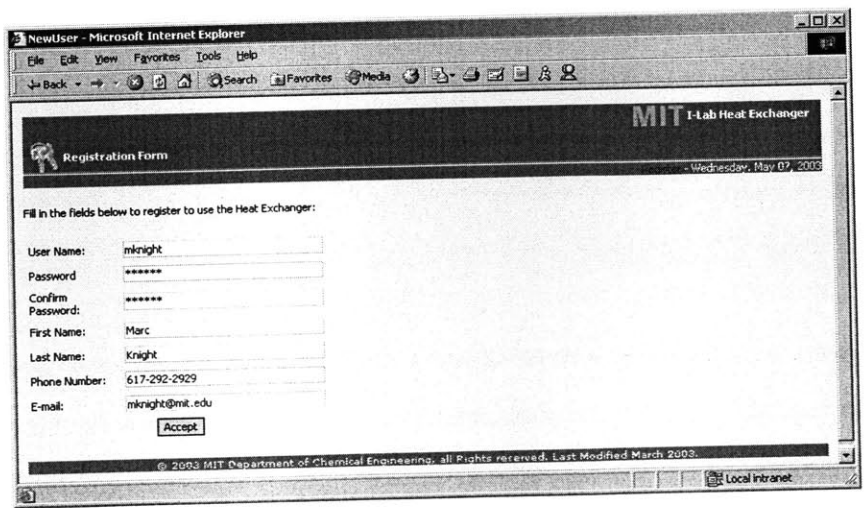 NewUser - Microsoft Internet Explorer
File Edit View Favorites Tools Help
Back Search Favorites Media
MIT I-Lab Heat Exchanger
Registration Form
- Wednesday, May 07, 2003
Fill in the fields below to register to use the Heat Exchanger:
User Name: mknight
Password ******
Confirm
Password: ******
First Name: Marc
Last Name: Knight
Phone Number: 617-292-2929
E-mail: mknight@mit.edu
Accept
© 2003 MIT Department of Chemical Engineering, all Rights reserved. Last Modified March 2003.
Local intranet